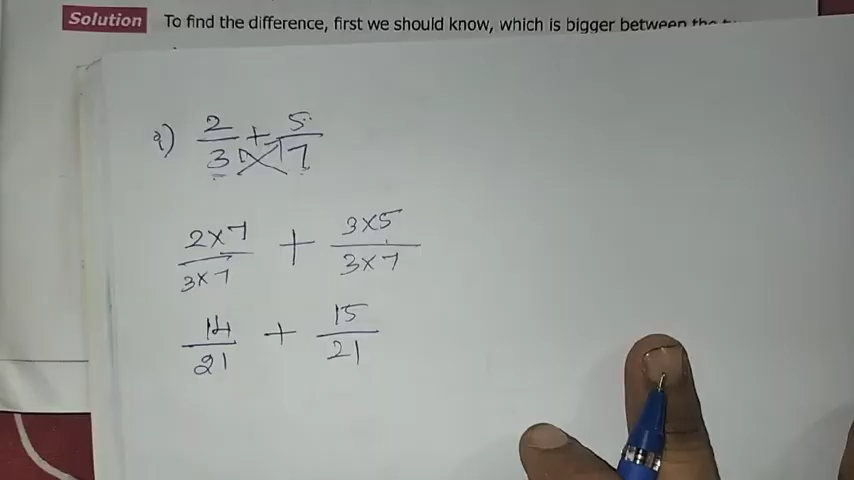 Solution To find the difference, first we should know, which is bigger between the
a) 2/3 + 5/7
2×7/3×7 + 3×5/3×7
14/21 + 15/21